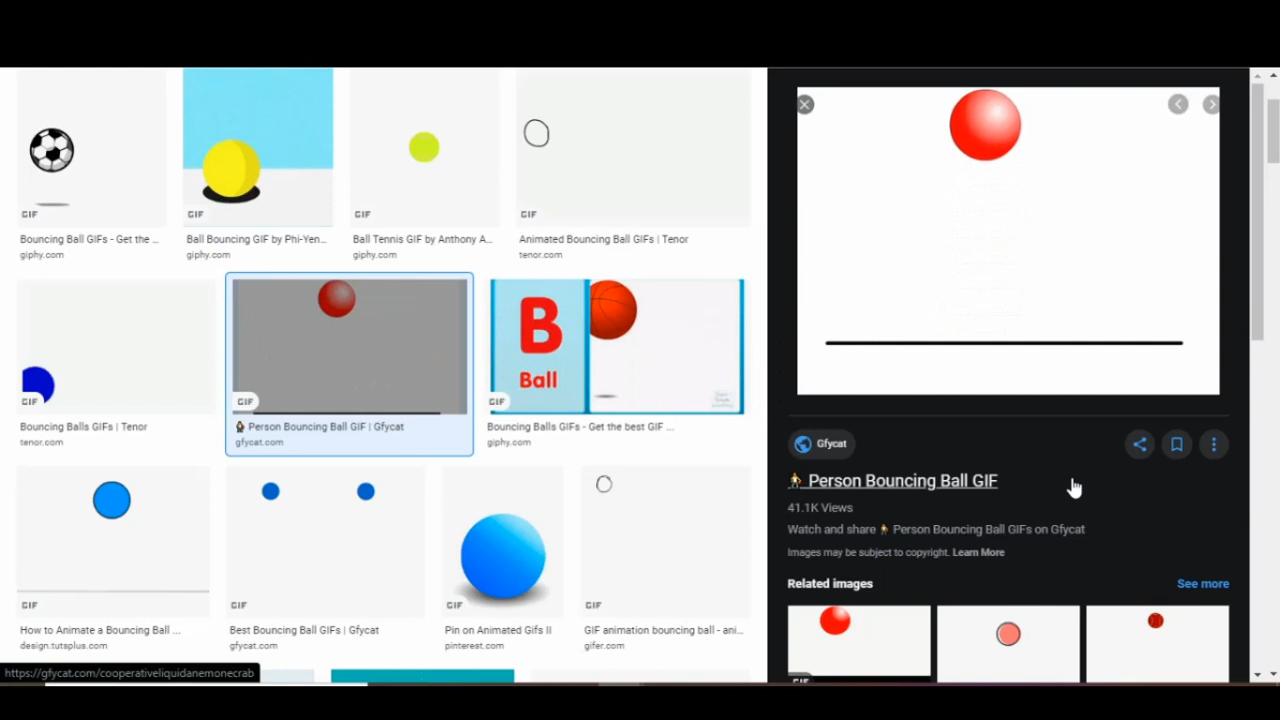 GIF
GIF
GIF
GIF
Bouncing Ball GIFs - Get the ...
giphy.com
Ball Bouncing GIF by Phi-Yen...
giphy.com
Ball Tennis GIF by Anthony A...
giphy.com
Animated Bouncing Ball GIFs | Tenor
tenor.com
GIF
GIF
B
Ball
GIF
Bouncing Balls GIFs | Tenor
tenor.com
Person Bouncing Ball GIF | Gfycat
gfycat.com
Bouncing Balls GIFs - Get the best GIF ...
giphy.com
GIF
GIF
GIF
GIF
How to Animate a Bouncing Ball ...
design.tutsplus.com
Best Bouncing Ball GIFs | Gfycat
gfycat.com
Pin on Animated Gifs II
pinterest.com
GIF animation bouncing ball - ani...
gifer.com
https://gfycat.com/cooperativeliquidanemonecrab
Gfycat
Person Bouncing Ball GIF
41.1K Views
Watch and share Person Bouncing Ball GIFs on Gfycat
Images may be subject to copyright. Learn More
Related images
See more
GIF